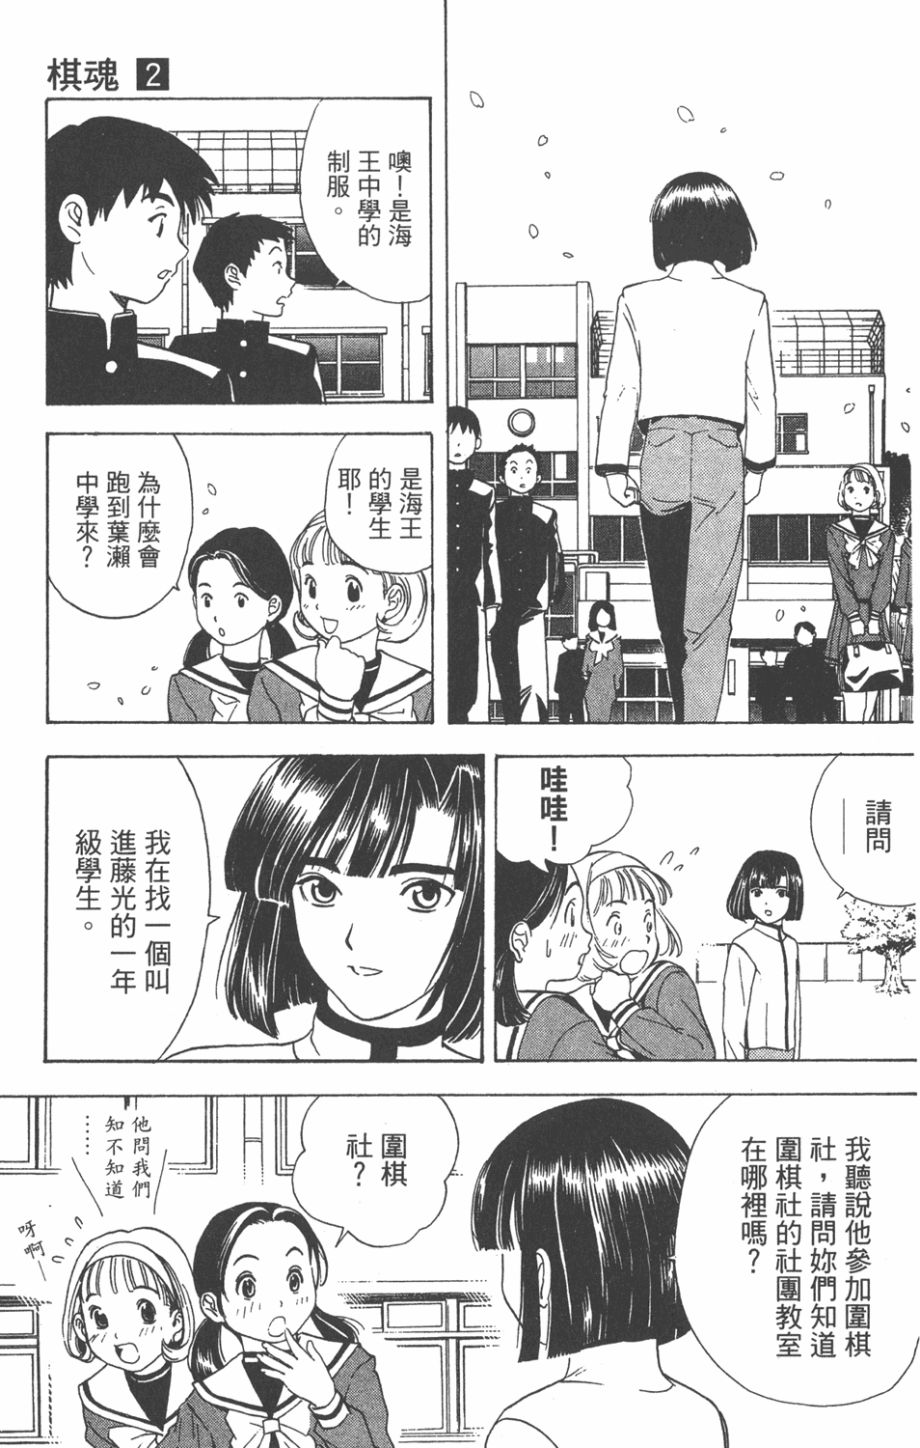 棋魂 2
噢！是海
王中學的
制服。
是海王
的學生
耶！
為什麼會
跑到葉瀨
中學來？
請問
——
哇哇！
我在找一個叫
進藤光的一年
級學生。
我聽說他參加圍棋
社，請問妳們知道
圍棋社的社團教室
在哪裡嗎？
圍棋
社？
他問我們
知不知道
……
呀啊—